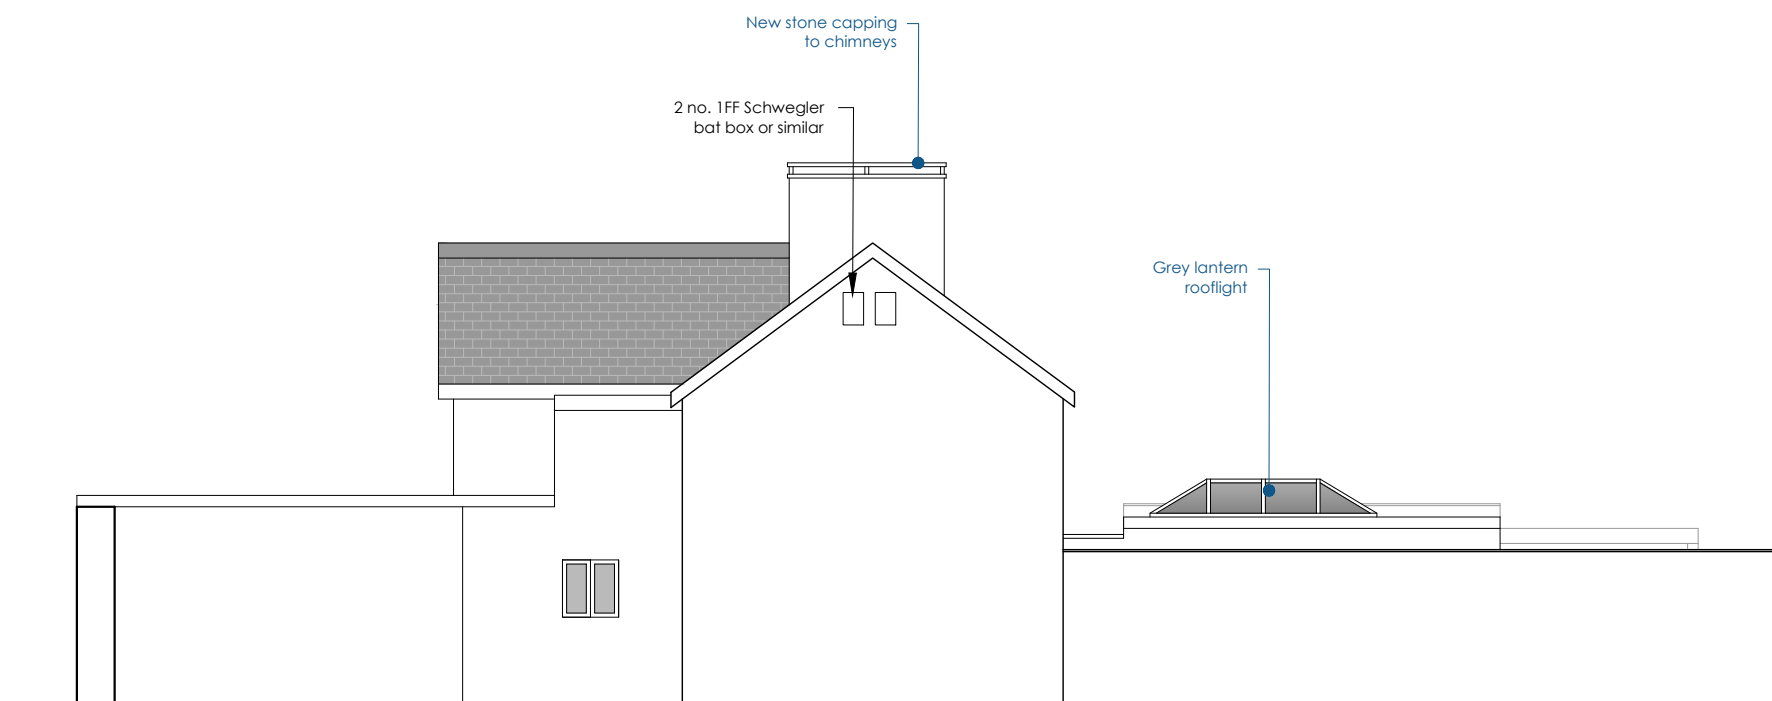 New stone capping
to chimneys
2 no. 1FF Schwegler
bat box or similar
Grey lantern
rooflight